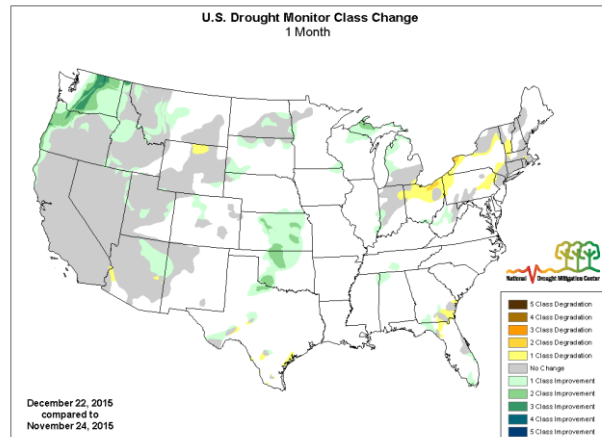 U.S. Drought Monitor Class Change
1 Month
National Drought Mitigation Center
5 Class Degradation
4 Class Degradation
3 Class Degradation
2 Class Degradation
1 Class Degradation
No Change
1 Class Improvement
2 Class Improvement
3 Class Improvement
4 Class Improvement
5 Class Improvement
December 22, 2015
compared to
November 24, 2015